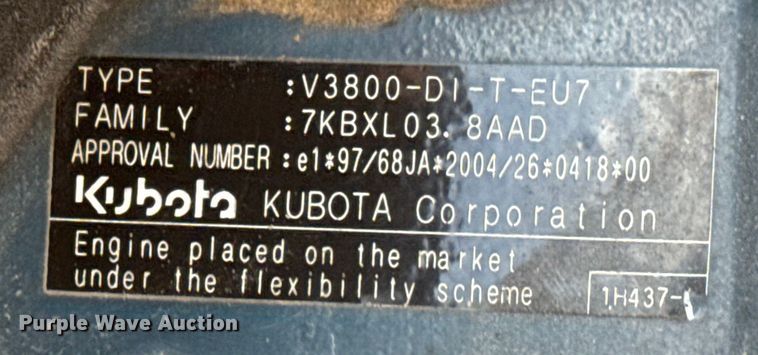 TYPE :V3800-DI-T-EU7
FAMILY :7KBXL03.8AAD
APPROVAL NUMBER :e1*97/68JA*2004/26*0418*00
Kubota KUBOTA Corporation
Engine placed on the market
under the flexibility scheme
1H437-
Purple Wave Auction